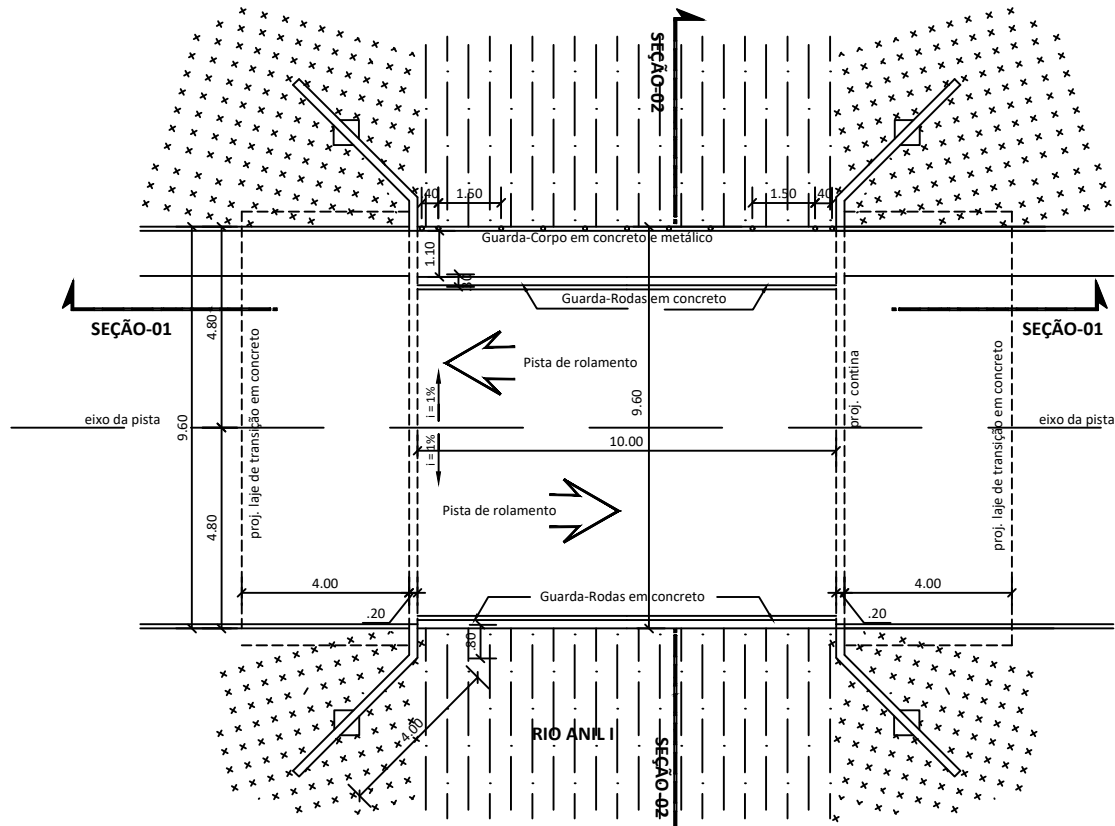 SEÇÃO-02
.40
1.50
1.50
.40
Guarda-Corpo em concreto e metálico
1.10
.30
Guarda-Rodas em concreto
SEÇÃO-01
SEÇÃO-01
4.80
proj. laje de transição em concreto
Pista de rolamento
i = 1%
9.60
proj. contina
proj. laje de transição em concreto
eixo da pista
9.60
eixo da pista
i = 1%
10.00
Pista de rolamento
4.80
4.00
Guarda-Rodas em concreto
4.00
.20
.20
.80
4.00
RIO ANIL I
SEÇÃO-02